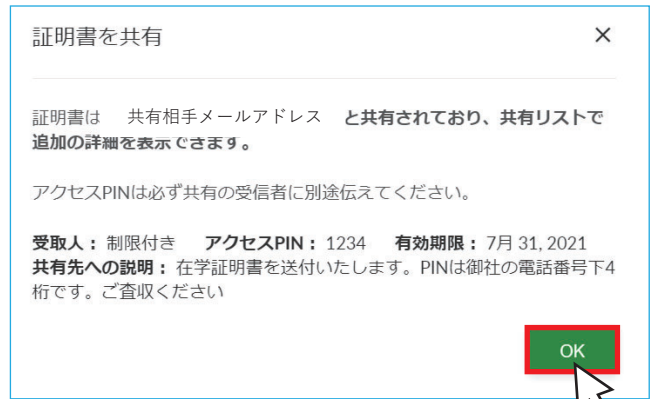 証明書を共有
証明書は 共有相手メールアドレス と共有されており、共有リストで
追加の詳細を表示できます。
アクセスPINは必ず共有の受信者に別途伝えてください。
受取人： 制限付き アクセスPIN： 1234 有効期限： 7月 31, 2021
共有先への説明： 在学証明書を送付いたします。PINは御社の電話番号下4
桁です。ご査収ください
OK